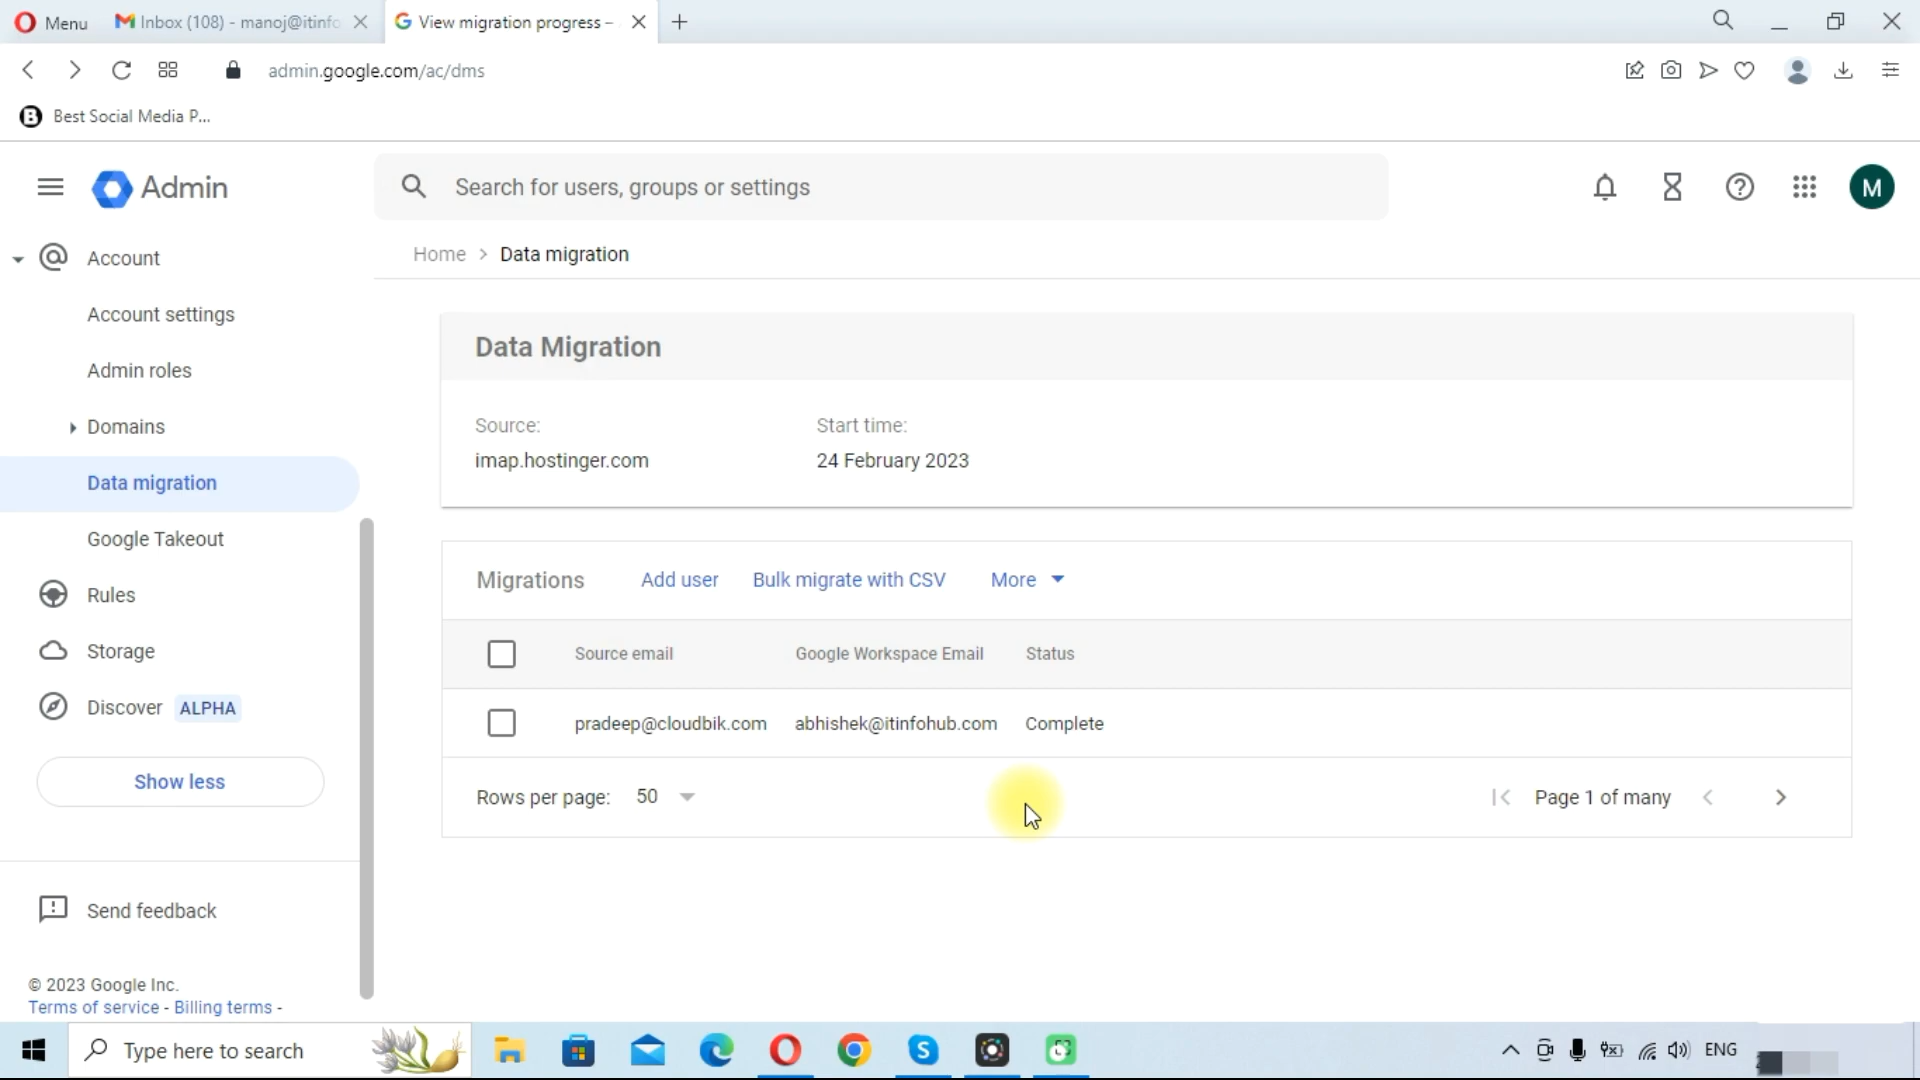 Menu
Inbox (108) - manoj@itinfo
View migration progress –
admin.google.com/ac/dms
B
Best Social Media P...
Admin
Search for users, groups or settings
M
Account
Account settings
Admin roles
Domains
Data migration
Google Takeout
Rules
Storage
Discover ALPHA
Show less
Send feedback
© 2023 Google Inc.
Terms of service - Billing terms -
Home > Data migration
Data Migration
Source: Start time:
imap.hostinger.com 24 February 2023
Migrations Add user Bulk migrate with CSV More
Source email Google Workspace Email Status
pradeep@cloudbik.com abhishek@itinfohub.com Complete
Rows per page: 50 Page 1 of many
Type here to search
S
ENG